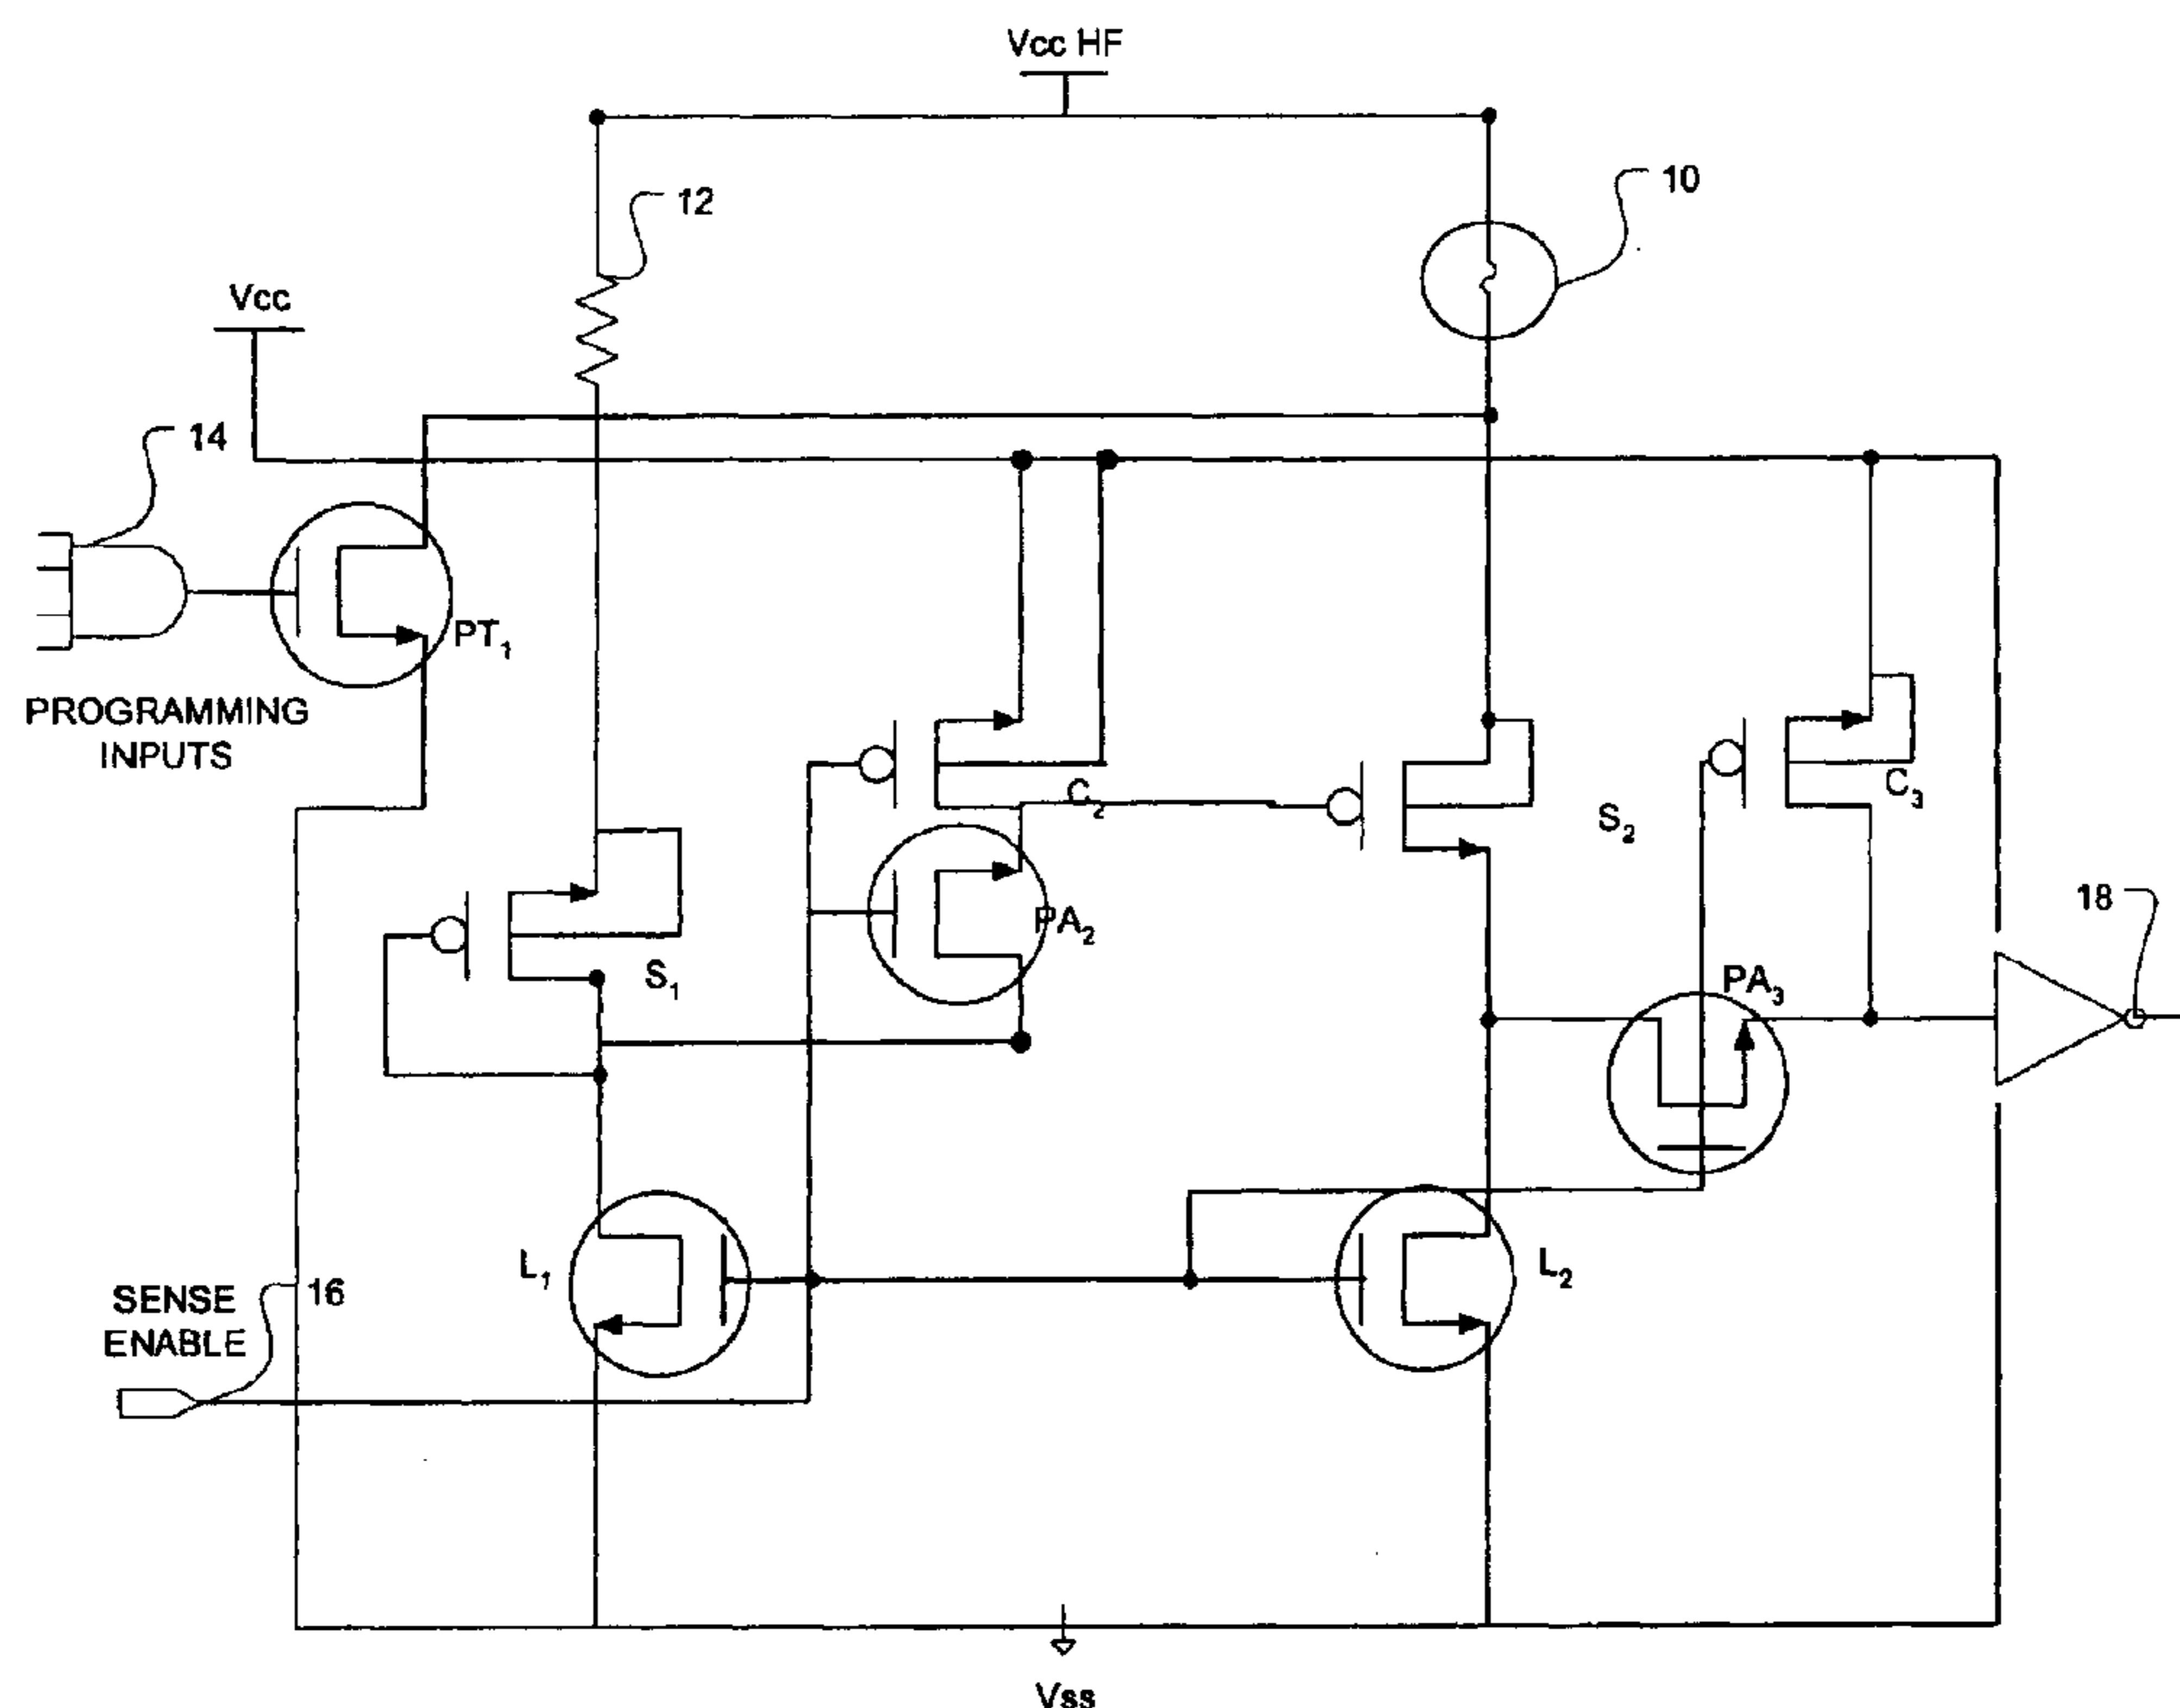 Vcc HF
12
10
Vcc
14
PT1
PROGRAMMING
INPUTS
C2
S2
C3
18
PA2
S1
PA3
L1
L2
SENSE
ENABLE
16
Vss